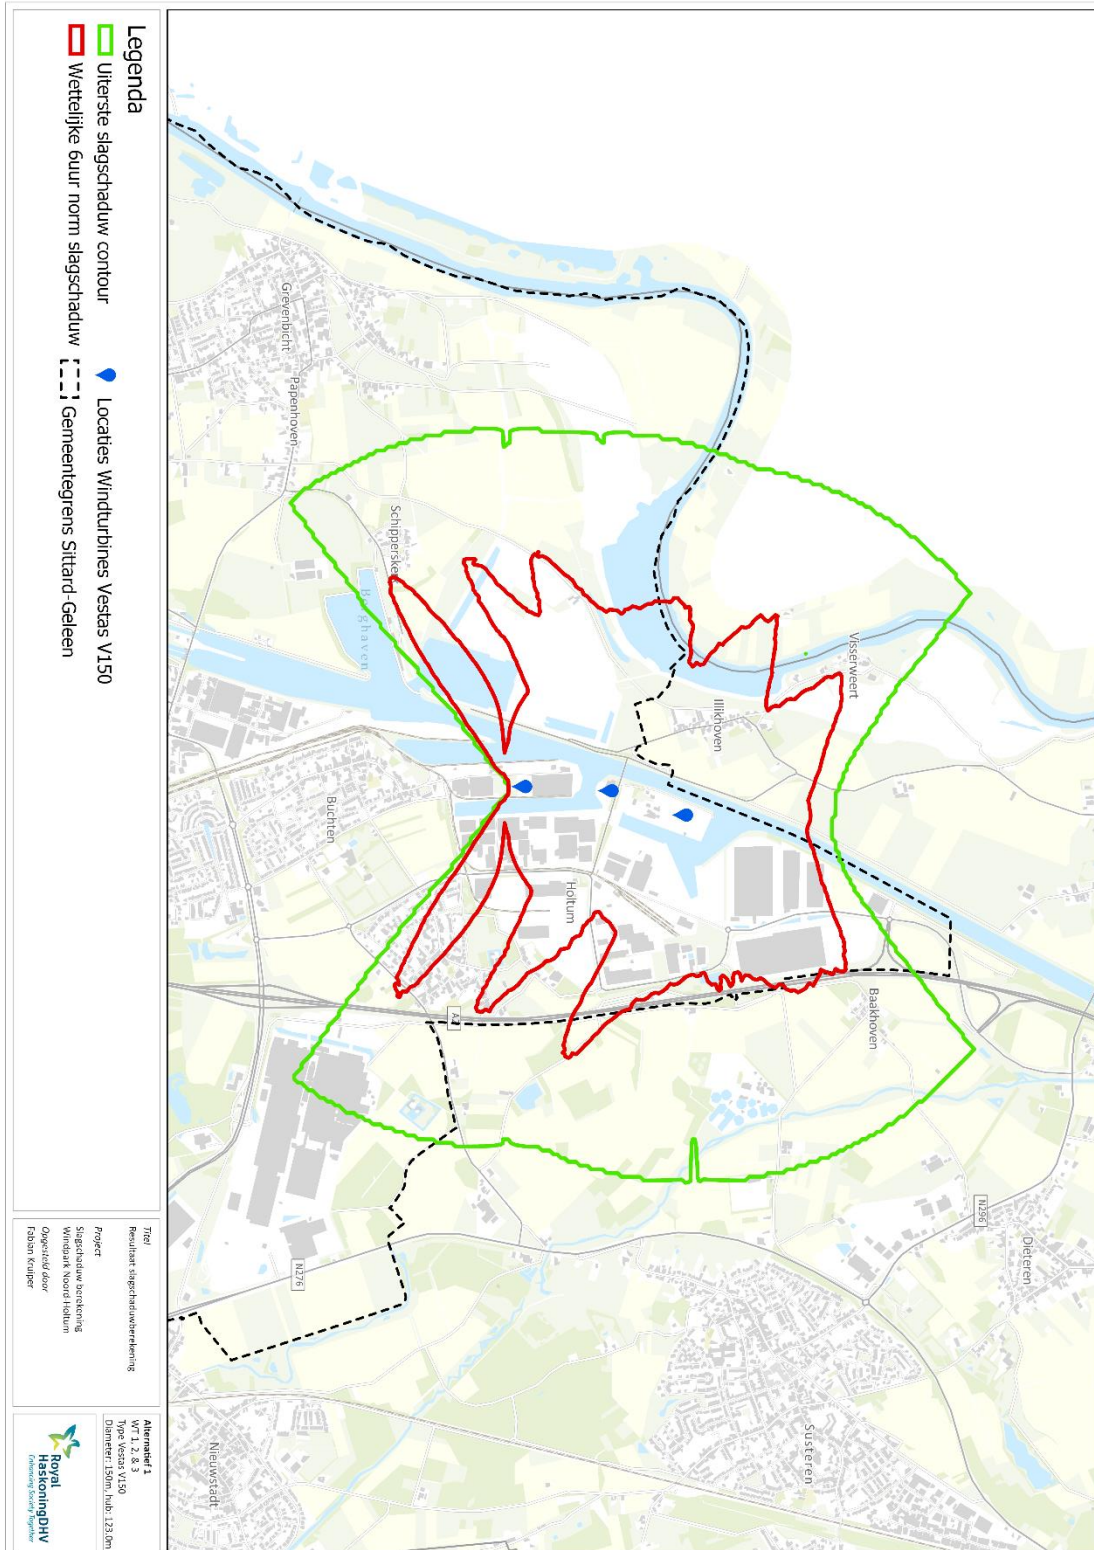 Legenda
Uiterste slagschaduw contour
Wettelijke 6uur norm slagschaduw
Locaties Windturbines Vestas V150
Gemeentegrens Sittard-Geleen
Grevenbicht
Papenhoven
Berghaven
Visserweert
Illikhoven
Buchten
Holtum
A2
Baakhoven
N296
Dieteren
N276
Susteren
Nieuwstadt
Titel
Resultaat slagschaduwberekening
Project
Slagschaduw berekening
Windpark Noord-Holtum
Opgesteld door
Fabian Kruiper
Alternatief 1
WT 1, 2, & 3
Type Vestas V150
Diameter: 150m, hub: 123.0m
Royal
HaskoningDHV
Enhancing Society Together